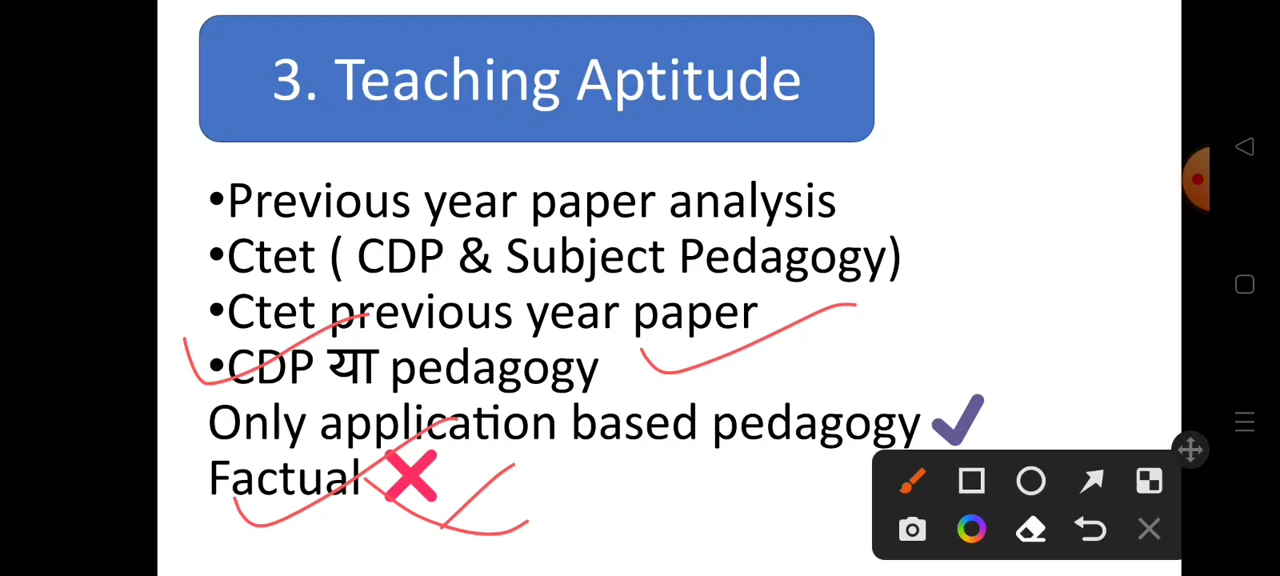 3. Teaching Aptitude
•Previous year paper analysis
•Ctet ( CDP & Subject Pedagogy)
•Ctet previous year paper
•CDP या pedagogy
Only application based pedagogy
Factual